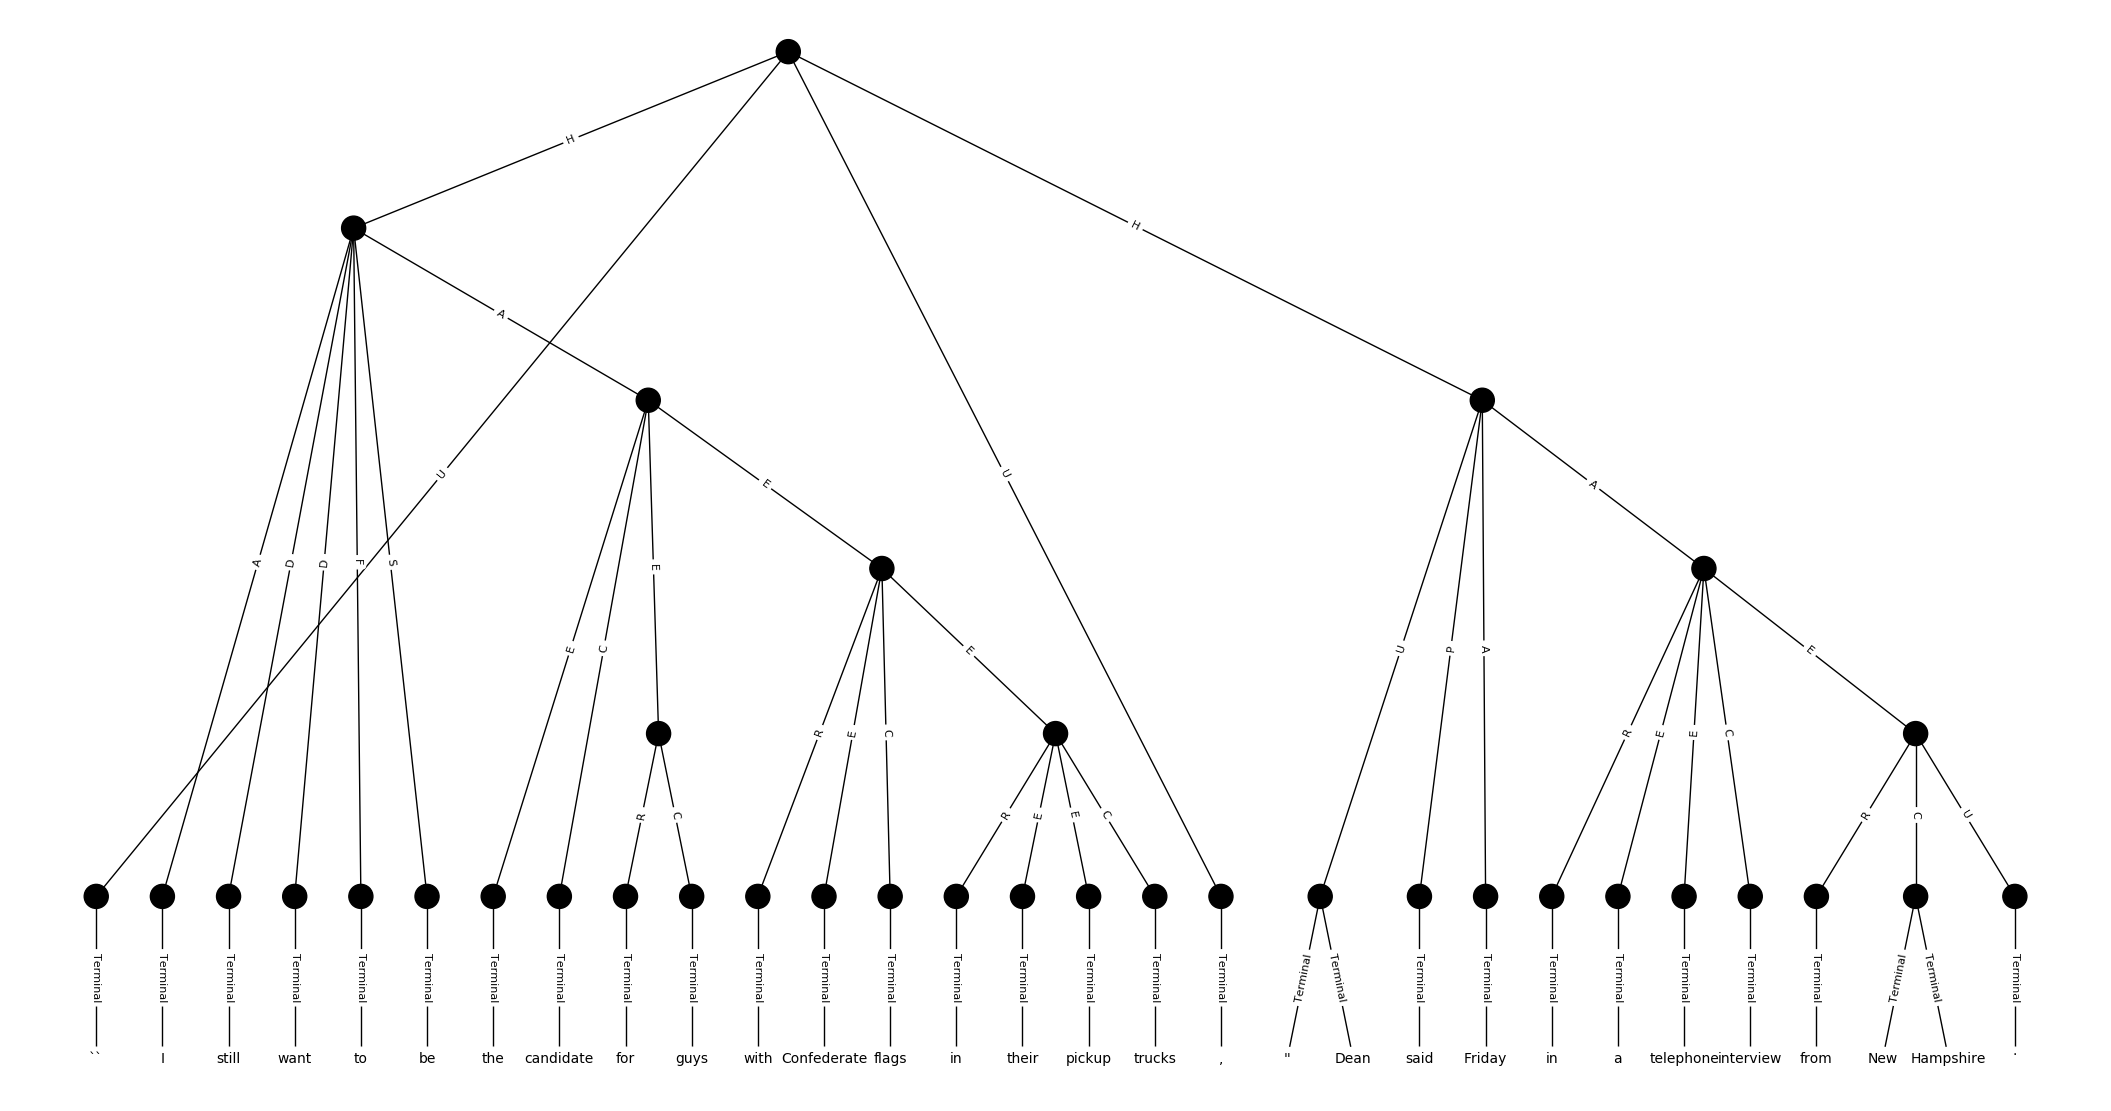 H
H
A
U
E
U
A
A
D
D
F
S
E
E
C
U
P
A
E
E
R
E
C
R
E
E
C
R
C
R
E
E
C
R
C
U
Terminal Terminal Terminal Terminal Terminal Terminal Terminal Terminal Terminal Terminal Terminal Terminal Terminal Terminal Terminal Terminal Terminal Terminal Terminal Terminal Terminal Terminal Terminal Terminal Terminal Terminal Terminal Terminal Terminal Terminal
`` I still want to be the candidate for guys with Confederate flags in their pickup trucks , " Dean said Friday in a telephone interview from New Hampshire .